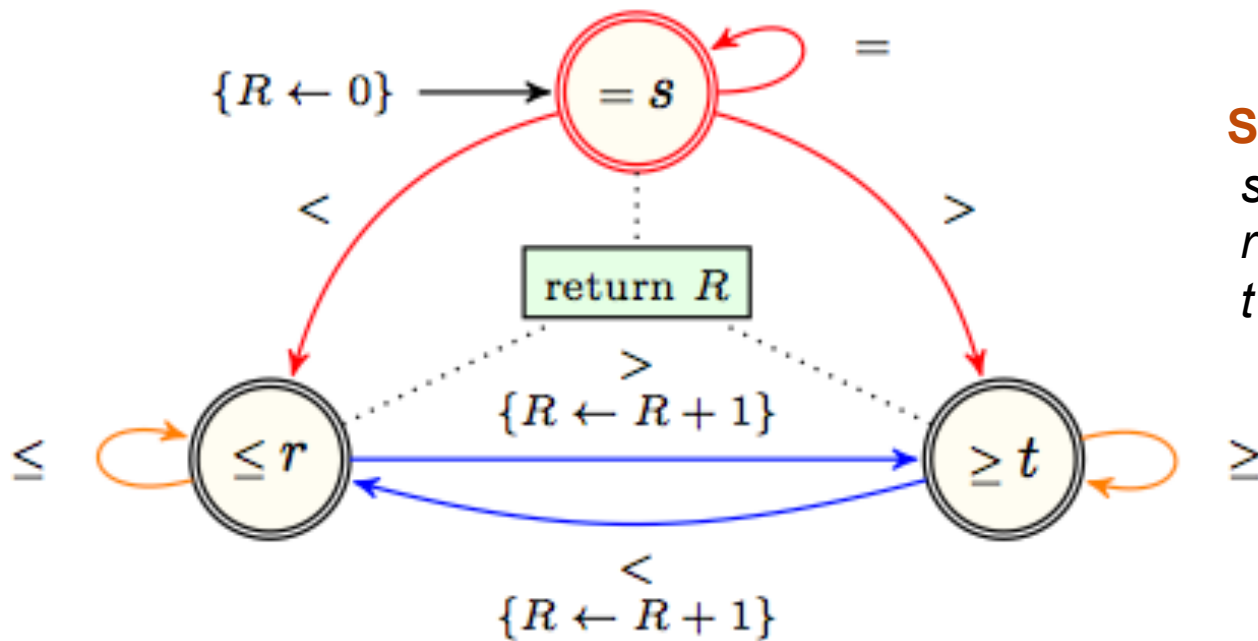 =
{R ← 0}
= s
S
s
<
>
r
return R
t
>
{R ← R + 1}
≤
≤ r
≥ t
≥
<
{R ← R + 1}